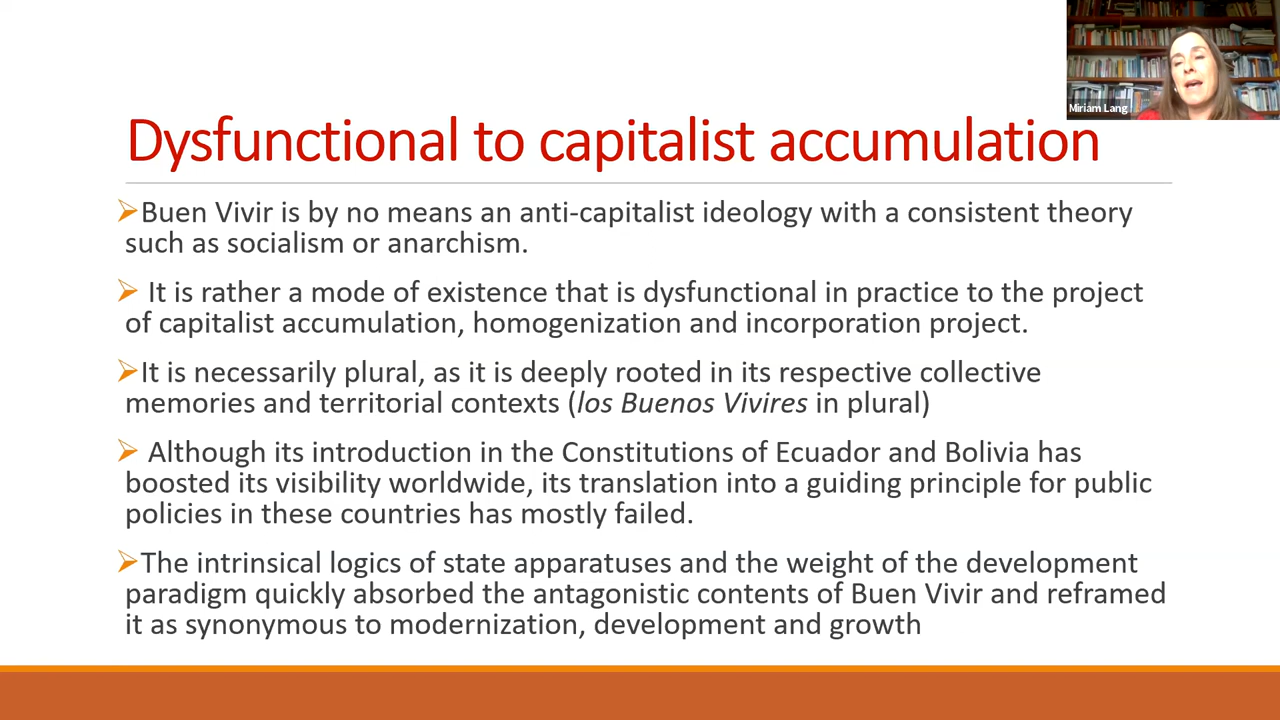 Miriam Lang
Dysfunctional to capitalist accumulation
➢Buen Vivir is by no means an anti-capitalist ideology with a consistent theory
such as socialism or anarchism.
➢ It is rather a mode of existence that is dysfunctional in practice to the project
of capitalist accumulation, homogenization and incorporation project.
➢It is necessarily plural, as it is deeply rooted in its respective collective
memories and territorial contexts (los Buenos Vivires in plural)
➢ Although its introduction in the Constitutions of Ecuador and Bolivia has
boosted its visibility worldwide, its translation into a guiding principle for public
policies in these countries has mostly failed.
➢The intrinsical logics of state apparatuses and the weight of the development
paradigm quickly absorbed the antagonistic contents of Buen Vivir and reframed
it as synonymous to modernization, development and growth